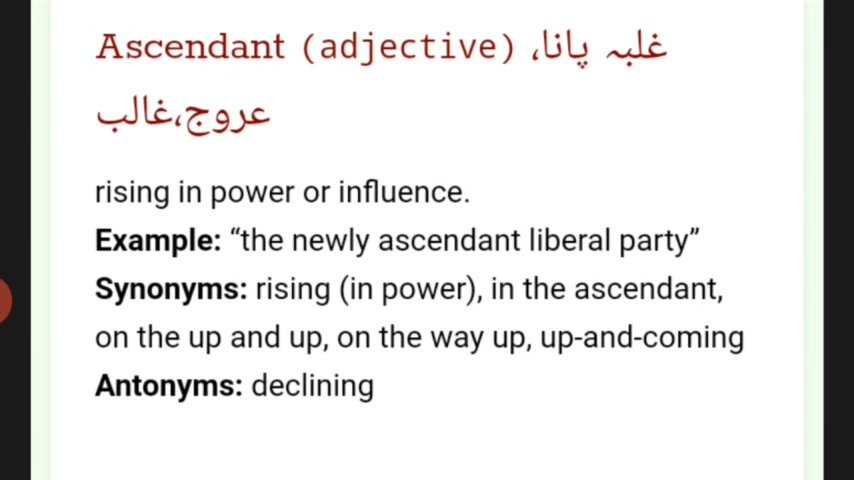 Ascendant (adjective) غلبہ پانا،
عروج،غالب
rising in power or influence.
Example: “the newly ascendant liberal party”
Synonyms: rising (in power), in the ascendant,
on the up and up, on the way up, up-and-coming
Antonyms: declining